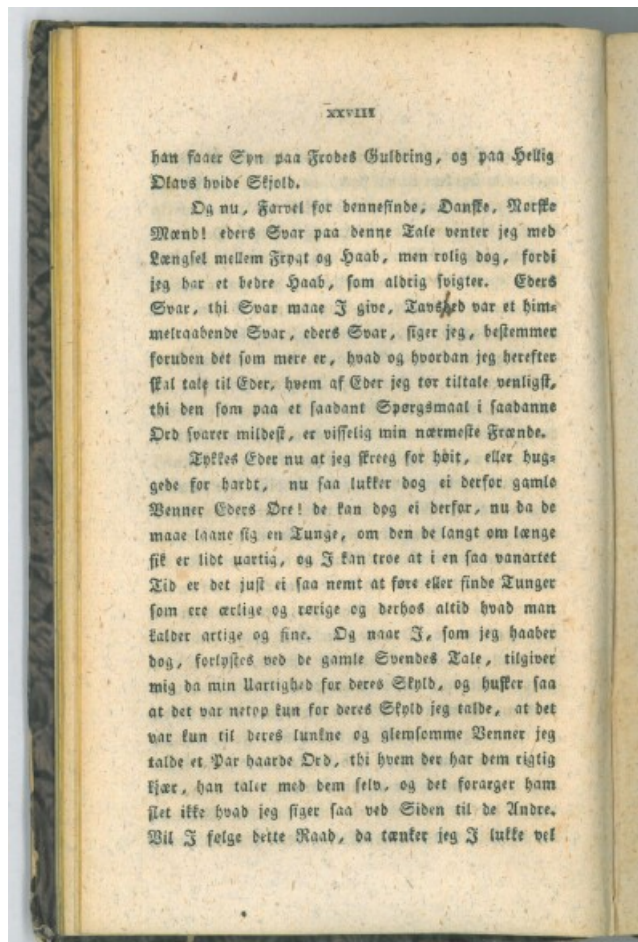 XXVIII
han faaer Syn paa Frodes Guldring, og paa Hellig
Olavs hvide Skjold.
Og nu, Farvel for dennesinde, Danske, Norske
Mænd! eders Svar paa denne Tale venter jeg med
Længsel mellem Frygt og Haab, men rolig dog, fordi
jeg har et bedre Haab, som aldrig svigter. Eders
Svar, thi Svar maae I give, Tavshed var et him-
melraabende Svar, eders Svar, siger jeg, bestemmer
foruden det som mere er, hvad og hvordan jeg herefter
skal tale til Eder, hvem af Eder jeg tør tiltale venligst,
thi den som paa et saadant Spørgsmaal i saadanne
Ord svarer mildest, er visselig min nærmeste Frænde.
Tykkes Eder nu at jeg skreeg for høit, eller hug-
gede for hardt, nu saa lukker dog ei derfor gamle
Venner Eders Øre! de kan dog ei derfor, nu da de
maae laane sig en Tunge, om den de langt om længe
fik er lidt uartig, og I kan troe at i en saa vanartet
Tid er det just ei saa nemt at føre eller finde Tunger
som ere ærlige og rørige og derhos altid hvad man
kalder artige og fine. Og naar I, som jeg haaber
dog, forlystes ved de gamle Svendes Tale, tilgiver
mig da min Uartighed for deres Skyld, og husker saa
at det var netop kun for deres Skyld jeg talde, at det
var kun til deres lunkne og glemsomme Venner jeg
talde et Par haarde Ord, thi hvem der har dem rigtig
kjær, han taler med dem selv, og det forarger ham
slet ikke hvad jeg siger saa ved Siden til de Andre.
Vil I følge dette Raad, da tænker jeg I lukke vel